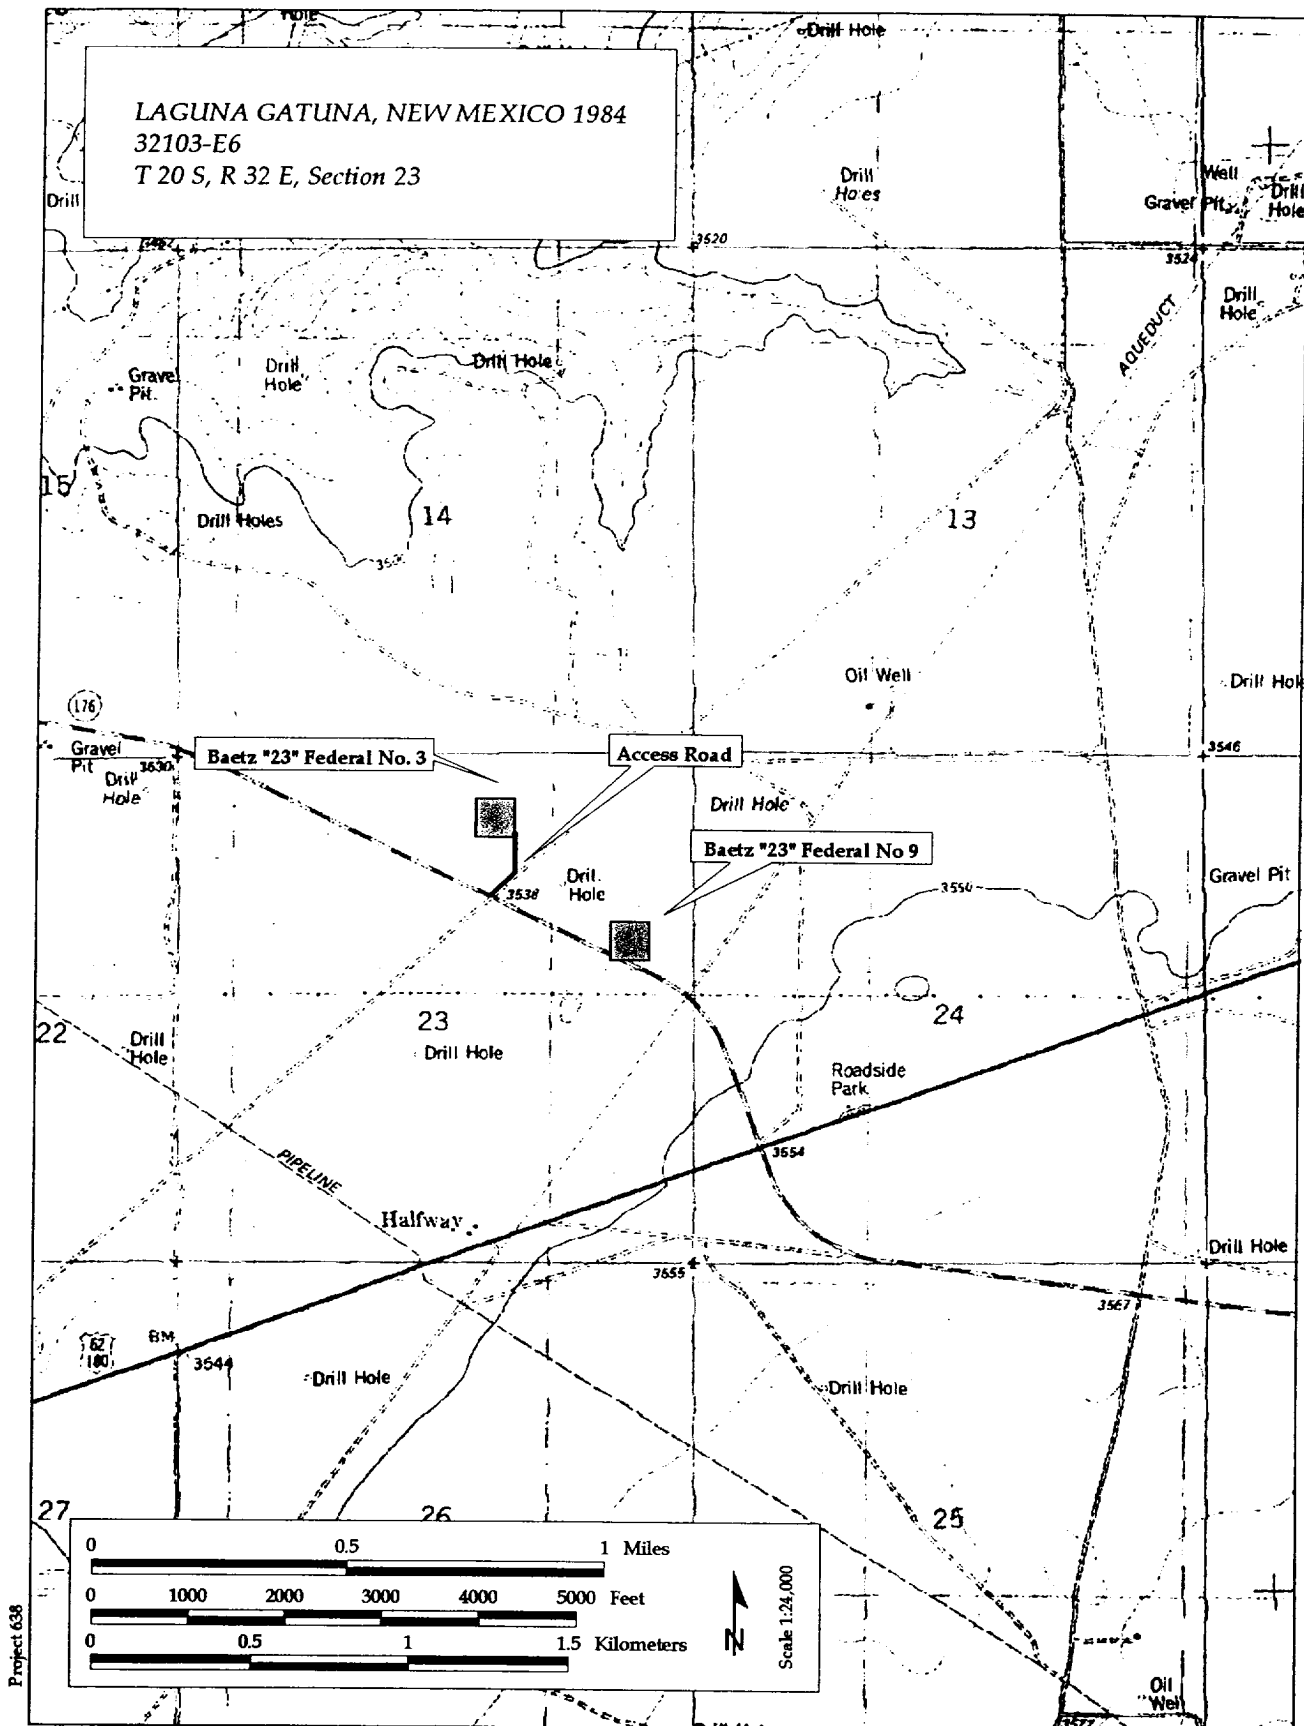 Hole
Drill Hole
LAGUNA GATUNA, NEW MEXICO 1984
32103-E6
T 20 S, R 32 E, Section 23
Drill
Drill
Holes
Well
Gravel Pit
Drill
Hole
3520
3524
Drill
Hole
AQUEDUCT
Drill
Hole
Drill Hole
Gravel
Pit
15
Drill Holes
14
13
Oil Well
Drill Hole
176
Gravel
Pit
Drill
Hole
Baetz "23" Federal No. 3
Access Road
3546
Drill Hole
Baetz "23" Federal No 9
3538
Drill
Hole
3550
Gravel Pit
22
Drill
Hole
23
Drill Hole
24
Roadside
Park
3554
PIPELINE
Halfway
3555
Drill Hole
3567
62
180
BM
3544
Drill Hole
Drill Hole
27
26
25
0 0.5 1 Miles
0 1000 2000 3000 4000 5000 Feet
0 0.5 1 1.5 Kilometers
N
Scale 1:24,000
Oil
Well
Project 638